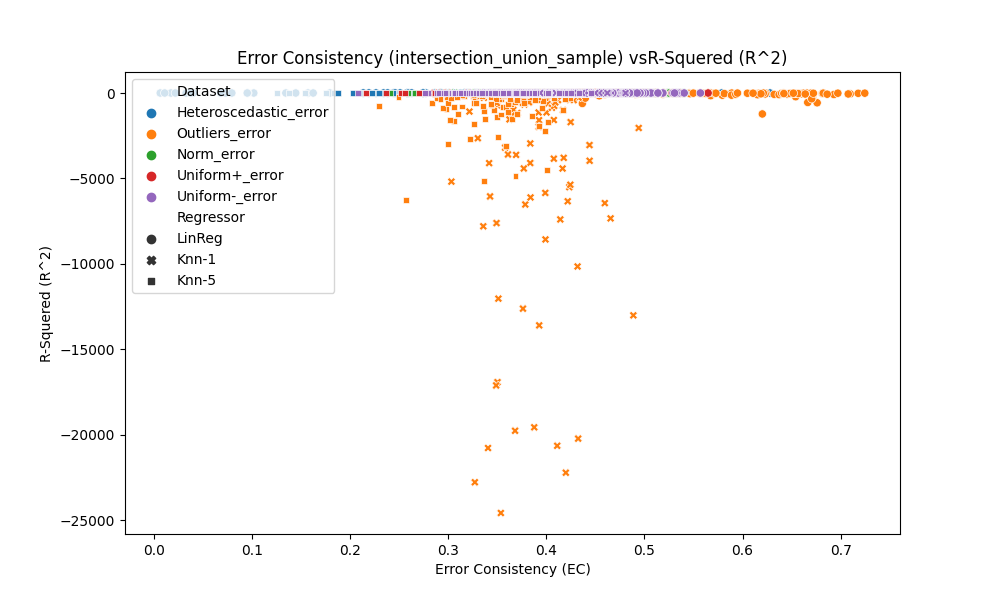 Error Consistency (intersection_union_sample) vsR-Squered (R^2)
R-Squered (R^2)
0
−5000
−10000
−15000
−20000
−25000
Dataset
Heteroscedastic_error
Outliers_error
Norm_error
Uniform+_error
Uniform-_error
Regressor
LinReg
Knn-1
Knn-5
0.0 0.1 0.2 0.3 0.4 0.5 0.6 0.7
Error Consistency (EC)